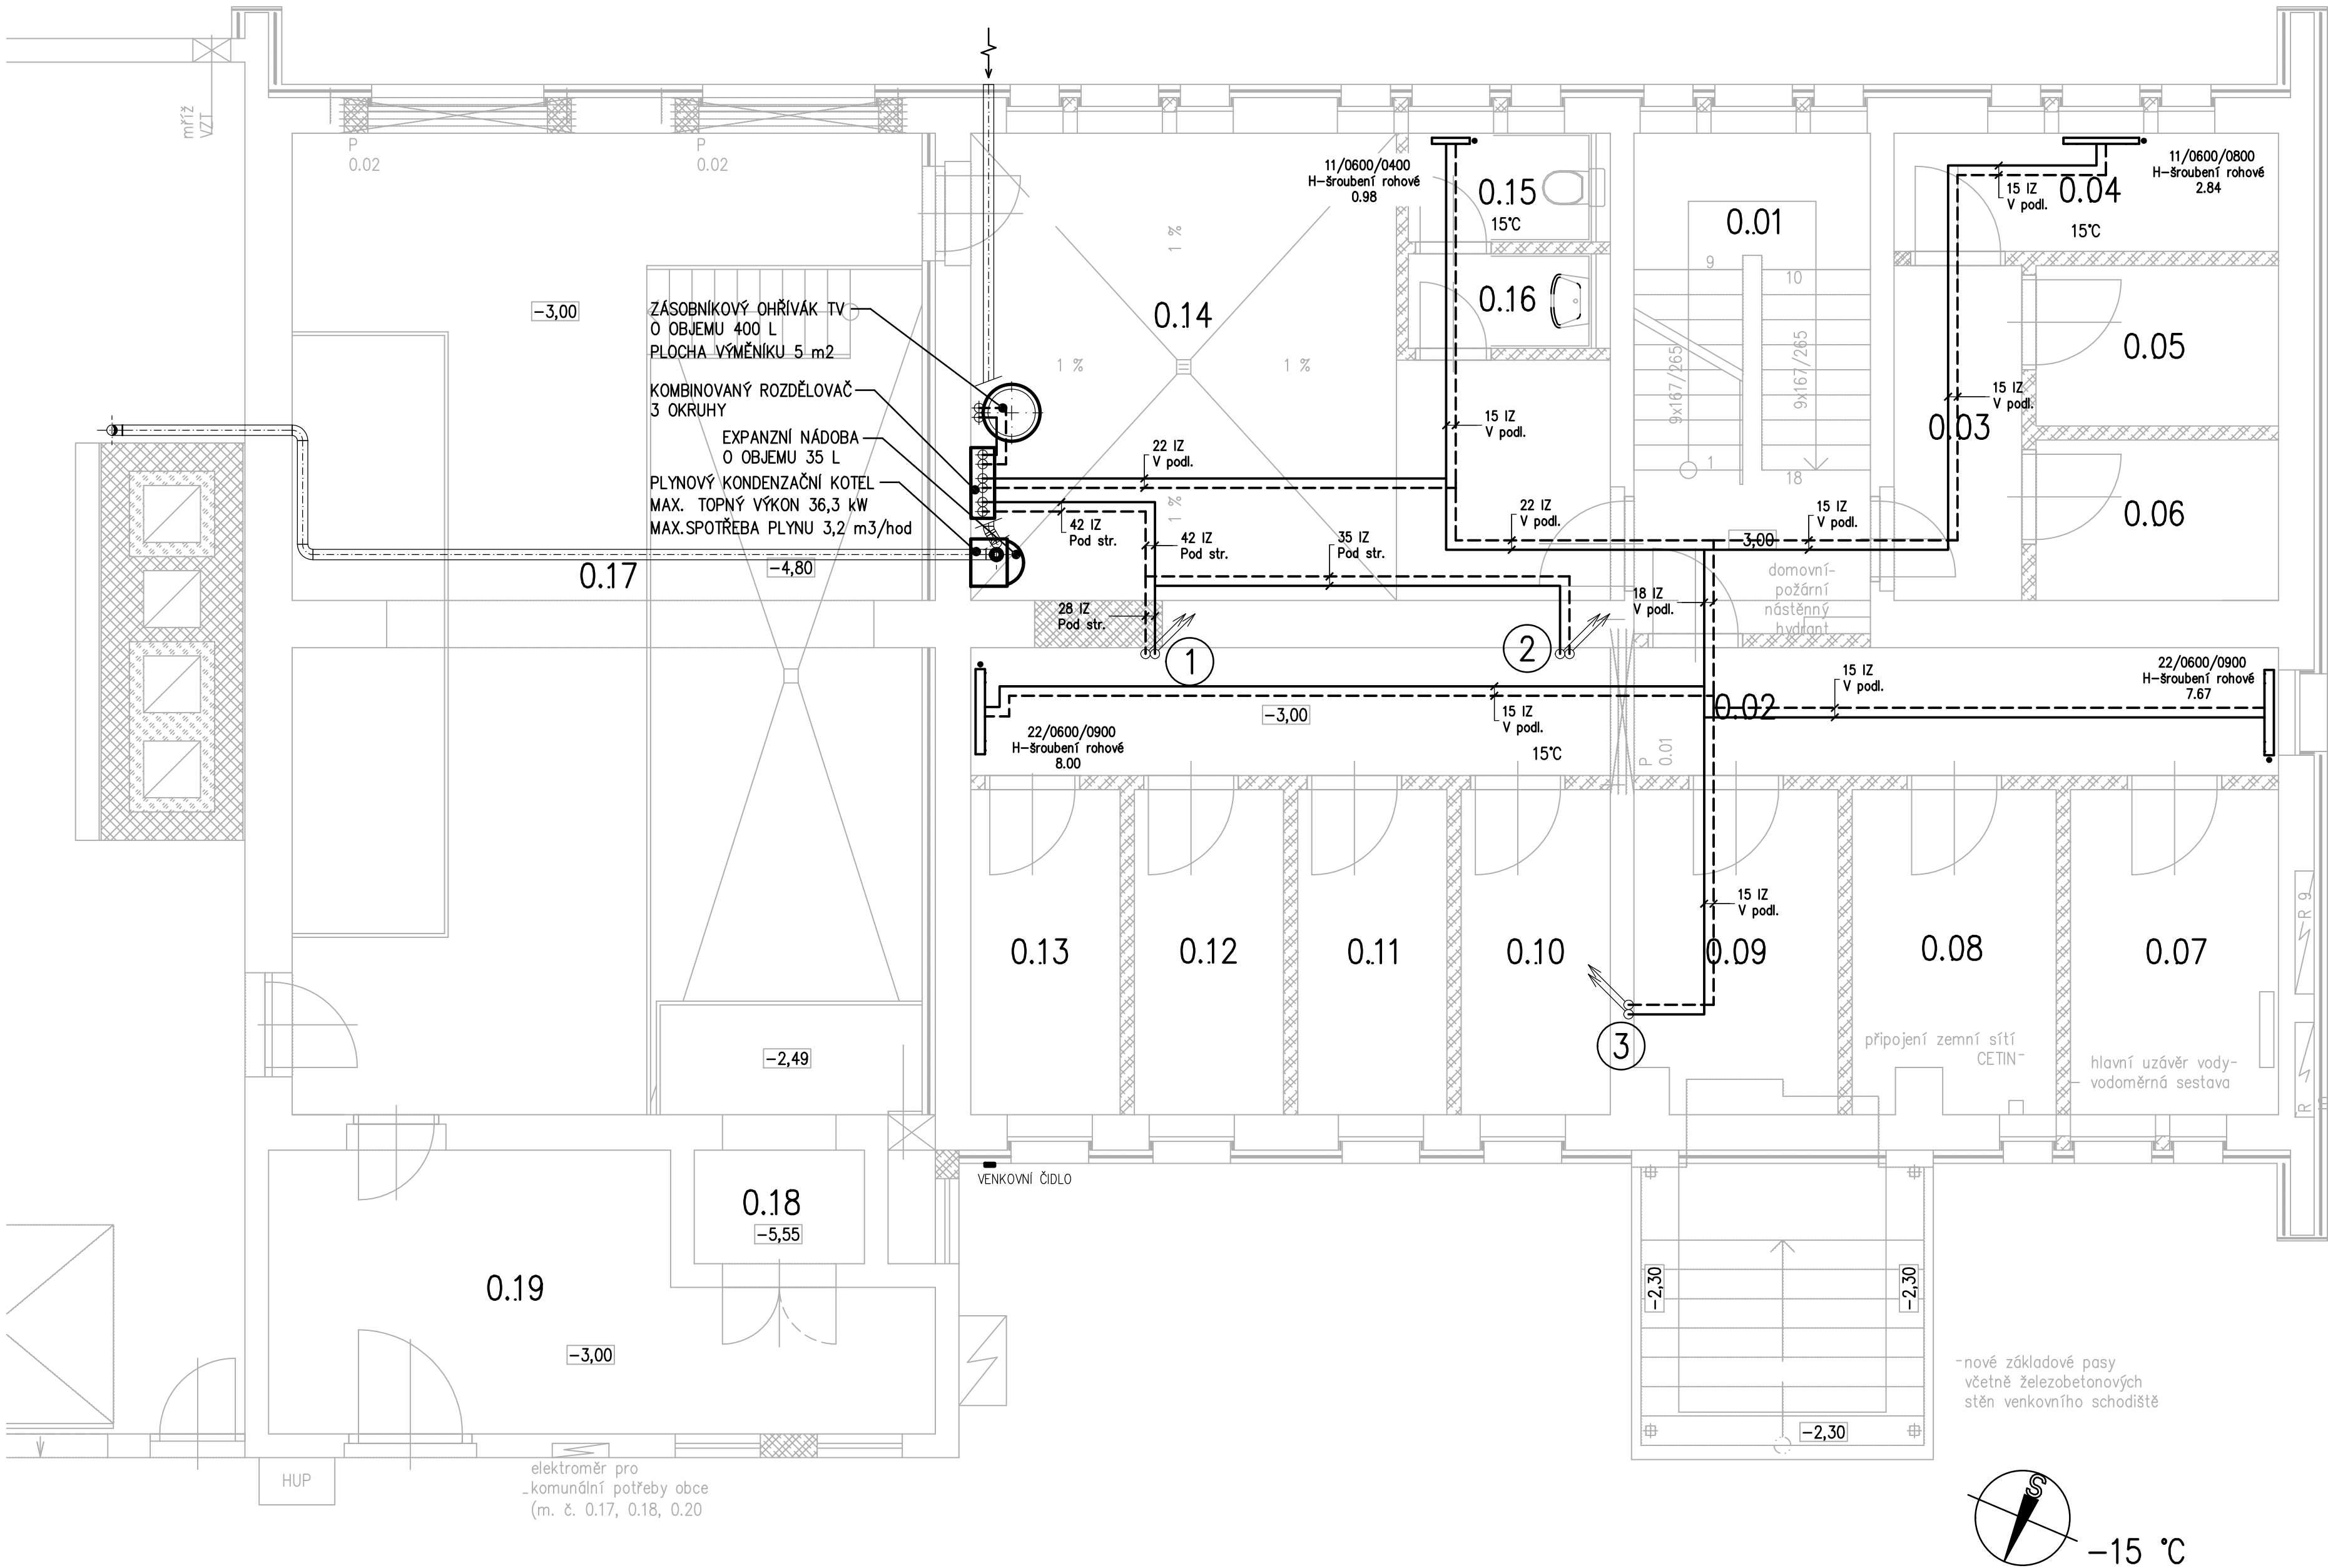 mříž
VZT
P
0.02
P
0.02
11/0600/0400
H-šroubení rohové
0.98
0.15
15°C
0.01
11/0600/0800
H-šroubení rohové
2.84
15 IZ
V podl.
0.04
15°C
1 %
9
10
-3,00
ZÁSOBNÍKOVÝ OHŘÍVÁK TV
O OBJEMU 400 L
PLOCHA VÝMĚNÍKU 5 m2
0.14
0.16
1 %
1 %
9x167/265
9x167/265
0.05
KOMBINOVANÝ ROZDĚLOVAČ
3 OKRUHY
15 IZ
V podl.
15 IZ
V podl.
0.03
EXPANZNÍ NÁDOBA
O OBJEMU 35 L
22 IZ
V podl.
1
18
PLYNOVÝ KONDENZAČNÍ KOTEL
MAX. TOPNÝ VÝKON 36,3 kW
MAX.SPOTŘEBA PLYNU 3,2 m3/hod
1 %
42 IZ
Pod str.
42 IZ
Pod str.
35 IZ
Pod str.
22 IZ
V podl.
15 IZ
V podl.
0.06
-3,00
0.17
-4,80
domovní-
požární
nástěnný
hydrant
28 IZ
Pod str.
18 IZ
V podl.
1
2
15 IZ
V podl.
22/0600/0900
H-šroubení rohové
7.67
0.02
-3,00
15 IZ
V podl.
22/0600/0900
H-šroubení rohové
8.00
15°C
P
0.01
15 IZ
V podl.
R 9
0.13
0.12
0.11
0.10
0.09
0.08
0.07
3
-2,49
připojení zemní sítí
CETIN-
hlavní uzávěr vody-
vodoměrná sestava
VENKOVNÍ ČIDLO
0.18
-5,55
0.19
-2,30
-2,30
-3,00
-nové základové pasy
včetně železobetonových
stěn venkovního schodiště
-2,30
HUP
elektroměr pro
komunální potřeby obce
(m. č. 0.17, 0.18, 0.20
S
-15 °C